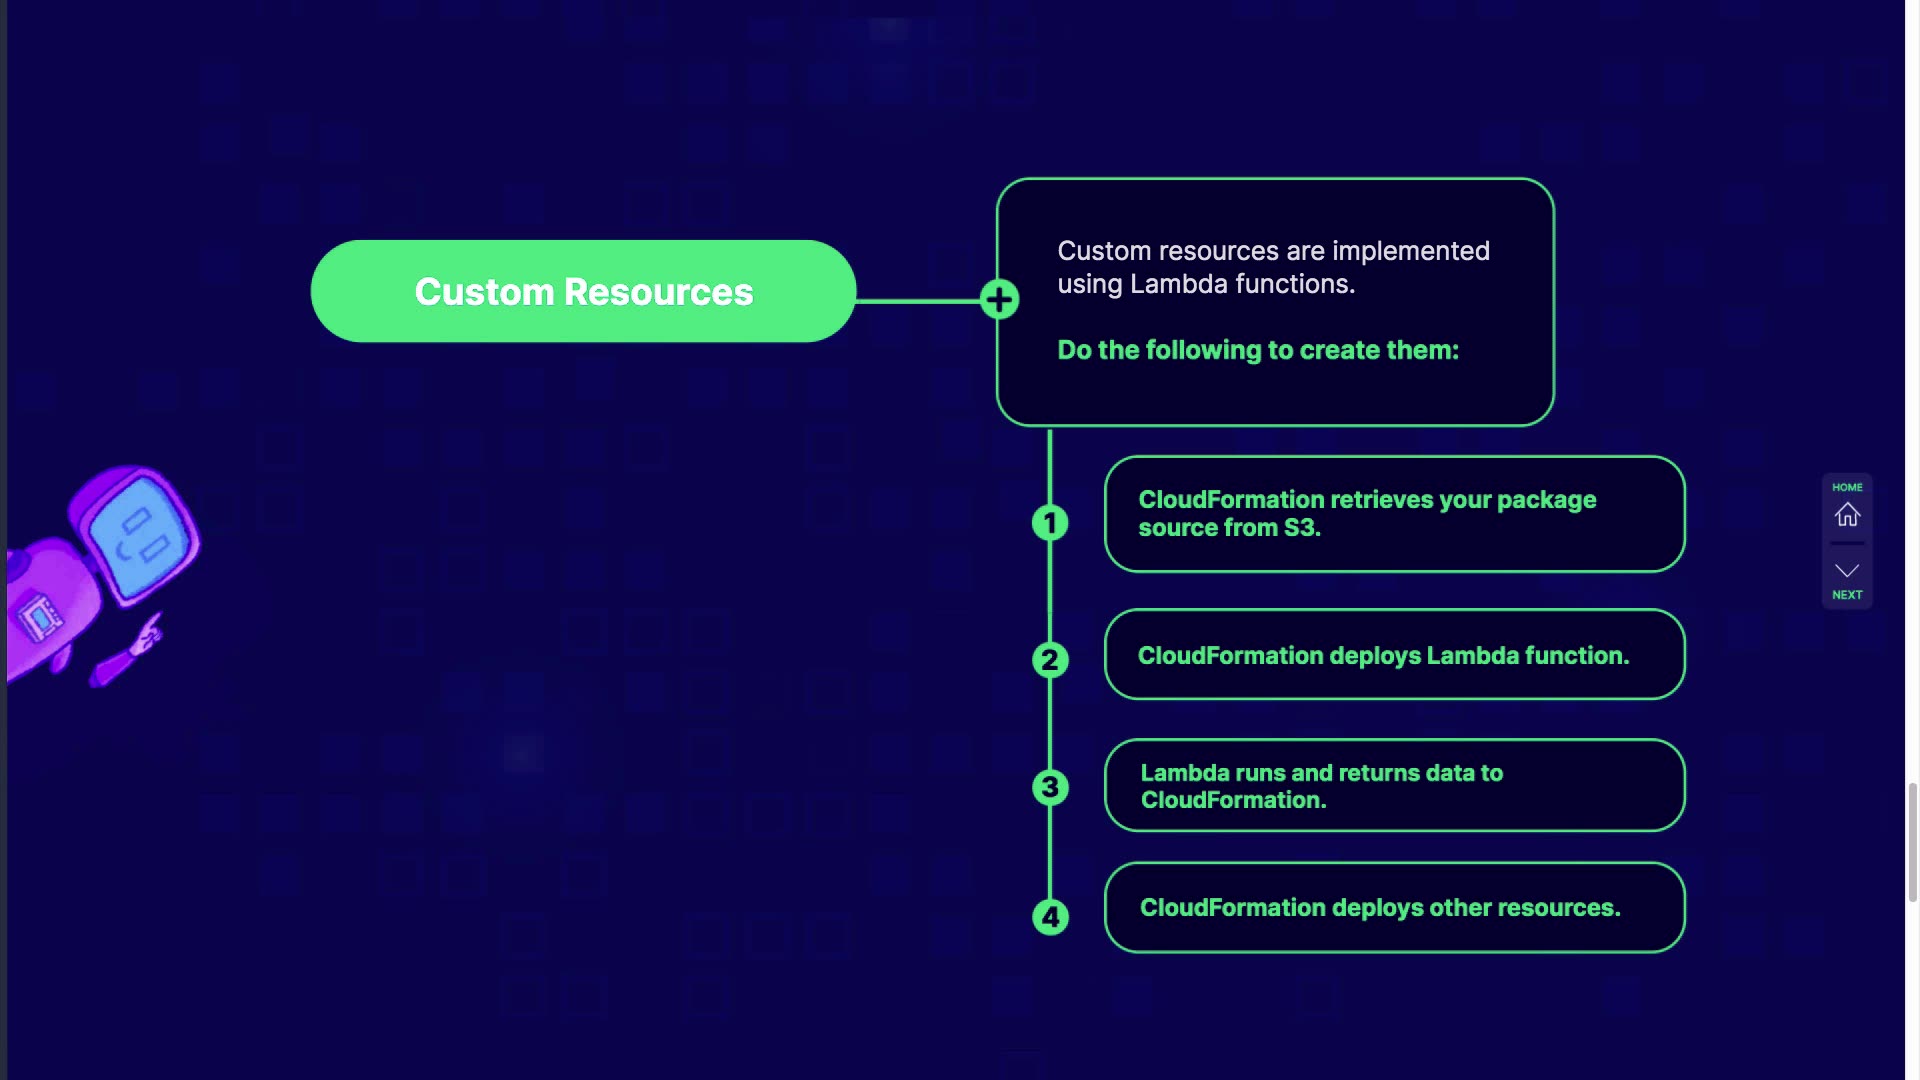 Custom Resources
Custom resources are implemented
using Lambda functions.
Do the following to create them:
1
CloudFormation retrieves your package
source from S3.
2
CloudFormation deploys Lambda function.
3
Lambda runs and returns data to
CloudFormation.
4
CloudFormation deploys other resources.
HOME
NEXT